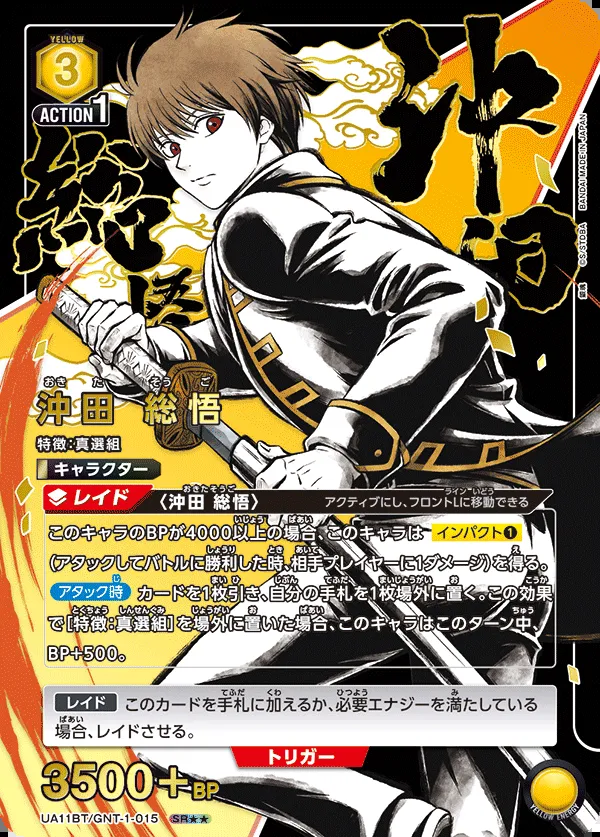 YELLOW
3
ACTION 1
沖田
総悟
銀魂 ©S/STDBA BANDAI MADE IN JAPAN
おきた そうご
沖田 総悟
特徴:真選組
キャラクター
レイド 〈沖田 総悟〉 アクティブにし、フロントLに移動できる
このキャラのBPが4000以上の場合、このキャラは インパクト❶
(アタックしてバトルに勝利した時、相手プレイヤーに1ダメージ)を得る。
アタック時 カードを1枚引き、自分の手札を1枚場外に置く。この効果
で[特徴:真選組]を場外に置いた場合、このキャラはこのターン中、
BP+500。
レイド このカードを手札に加えるか、必要エナジーを満たしている
場合、レイドさせる。
トリガー
3500+BP
UA11BT/GNT-1-015 SR★★
YELLOW ENERGY